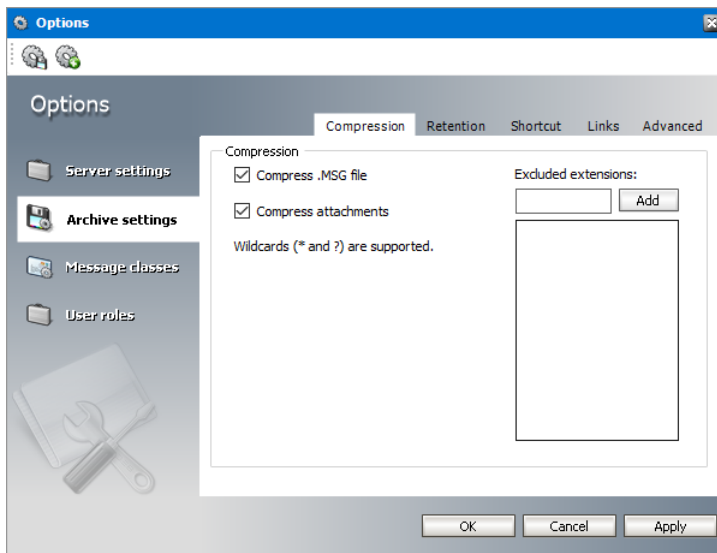 Options
Options
Compression Retention Shortcut Links Advanced
Server settings
Archive settings
Message classes
User roles
Compression
Compress .MSG file
Compress attachments
Wildcards (* and ?) are supported.
Excluded extensions:
Add
OK Cancel Apply